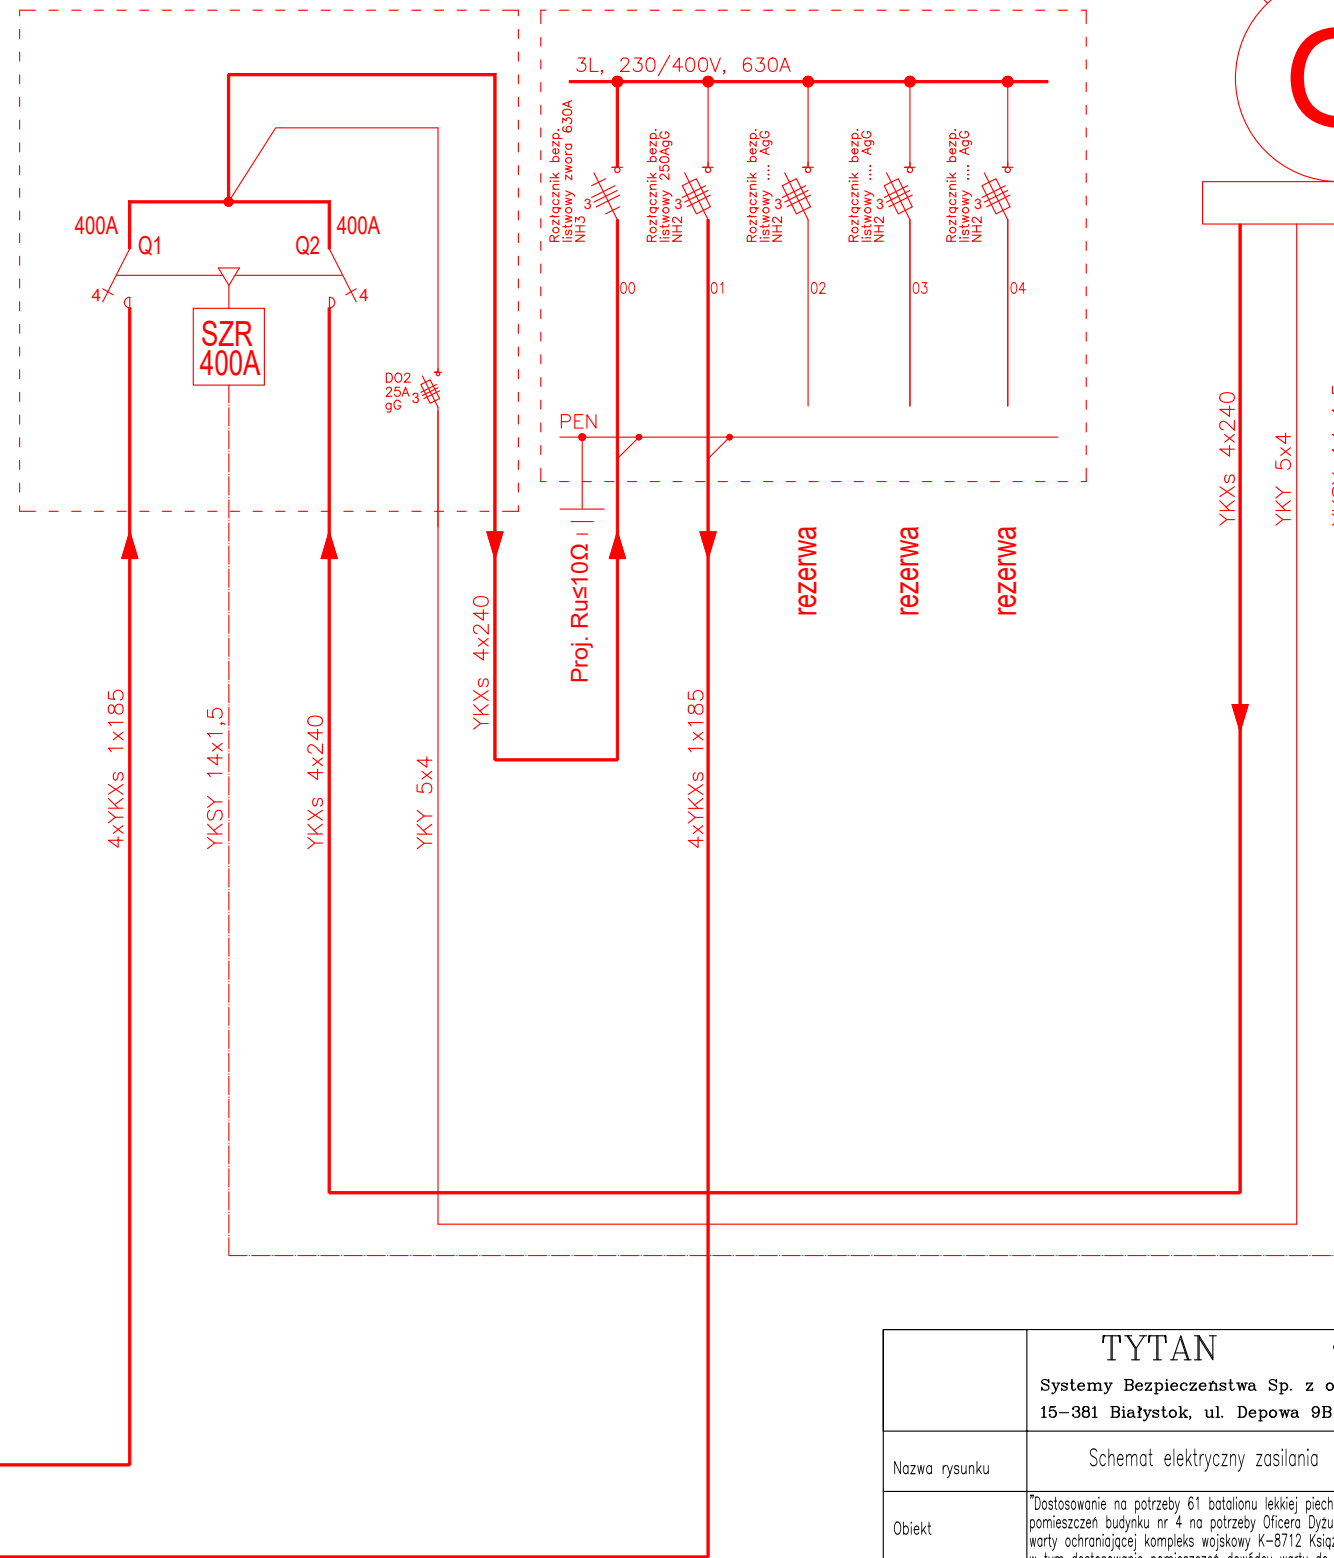 3L, 230/400V, 630A
Rozłącznik bezp.
listwowy zwora 630A
NH3
3
Rozłącznik bezp.
listwowy 250AgG
NH2
3
Rozłącznik bezp.
listwowy .... AgG
NH2
3
Rozłącznik bezp.
listwowy .... AgG
NH2
3
Rozłącznik bezp.
listwowy .... AgG
NH2
3
400A
Q1
Q2
400A
4
4
SZR
400A
00
01
02
03
04
DO2
25A
gG
3
PEN
Proj. Ru≤10Ω
rezerwa
rezerwa
rezerwa
4xYKXs 1x185
YKSY 14x1,5
YKXs 4x240
YKY 5x4
YKXs 4x240
4xYKXs 1x185
YKXs 4x240
YKY 5x4
TYTAN
Systemy Bezpieczeństwa Sp. z o
15-381 Białystok, ul. Depowa 9B
Nazwa rysunku
Schemat elektryczny zasilania
Obiekt
"Dostosowanie na potrzeby 61 batalionu lekkiej piech
pomieszczeń budynku nr 4 na potrzeby Oficera Dyżu
warty ochraniającej kompleks wojskowy K-8712 Książ